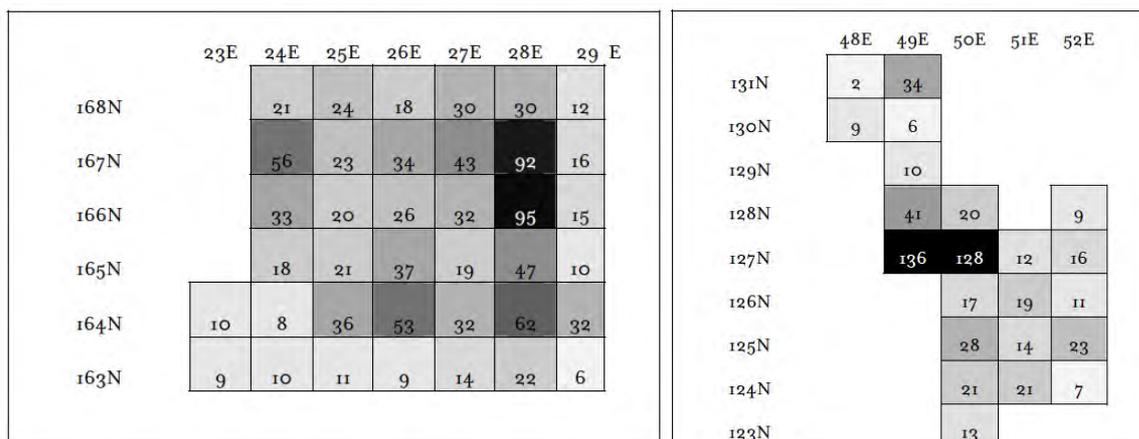 23E 24E 25E 26E 27E 28E 29 E
168N 21 24 18 30 30 12
167N 56 23 34 43 92 16
166N 33 20 26 32 95 15
165N 18 21 37 19 47 10
164N 10 8 36 53 32 62 32
163N 9 10 11 9 14 22 6
48E 49E 50E 51E 52E
131N 2 34
130N 9 6
129N 10
128N 41 20 9
127N 136 128 12 16
126N 17 19 11
125N 28 14 23
124N 21 21 7
123N 13